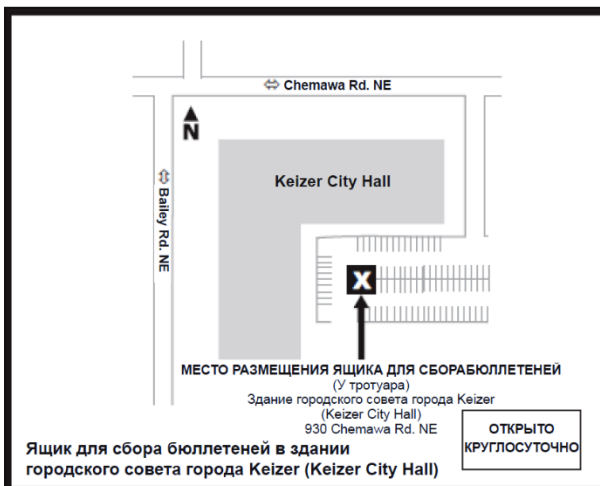 ⇔ Chemawa Rd. NE
N
Keizer City Hall
⇔ Bailey Rd. NE
X
МЕСТО РАЗМЕЩЕНИЯ ЯЩИКА ДЛЯ СБОРАБЮЛЛЕТЕНЕЙ
(У тротуара)
Здание городского совета города Keizer
(Keizer City Hall)
930 Chemawa Rd. NE
ОТКРЫТО
КРУГЛОСУТОЧНО
Ящик для сбора бюллетеней в здании
городского совета города Keizer (Keizer City Hall)